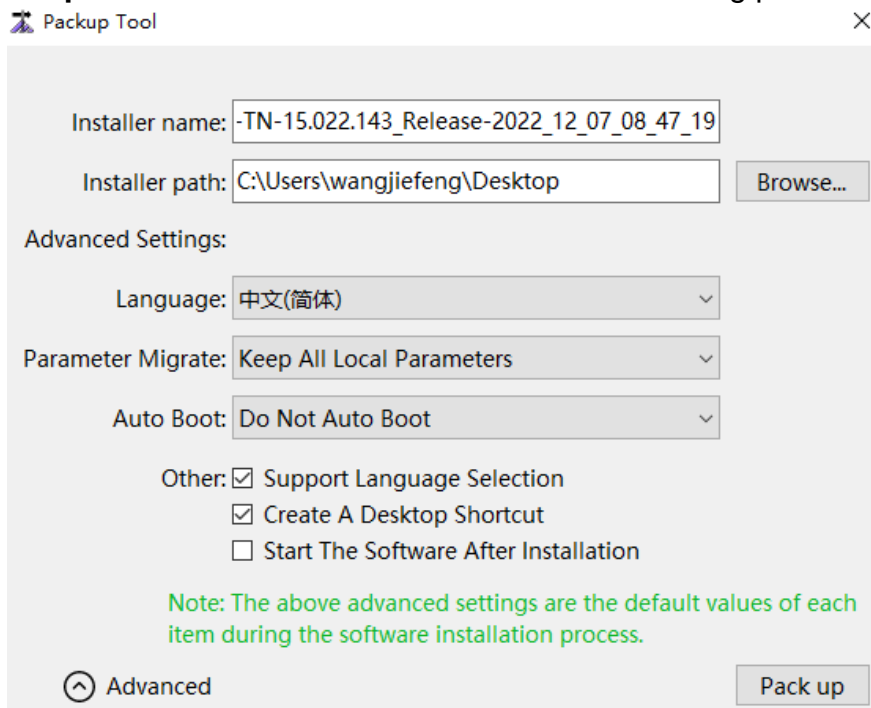 Packup Tool
Installer name: -TN-15.022.143_Release-2022_12_07_08_47_19
Installer path: C:\Users\wangjiefeng\Desktop Browse...
Advanced Settings:
Language: 中文(简体)
Parameter Migrate: Keep All Local Parameters
Auto Boot: Do Not Auto Boot
Other: Support Language Selection
Create A Desktop Shortcut
Start The Software After Installation
Note: The above advanced settings are the default values of each
item during the software installation process.
Advanced Pack up